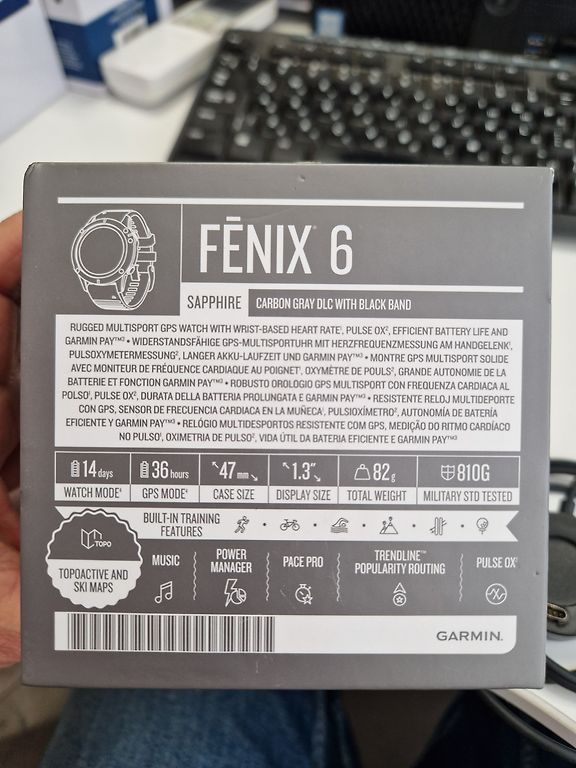 FĒNIX® 6
SAPPHIRE CARBON GRAY DLC WITH BLACK BAND
RUGGED MULTISPORT GPS WATCH WITH WRIST-BASED HEART RATE¹, PULSE OX², EFFICIENT BATTERY LIFE AND
GARMIN PAY™³ • WIDERSTANDSFÄHIGE GPS-MULTISPORTUHR MIT HERZFREQUENZMESSUNG AM HANDGELENK¹,
PULSOXYMETERMESSUNG², LANGER AKKU-LAUFZEIT UND GARMIN PAY™³ • MONTRE GPS MULTISPORT SOLIDE
AVEC MONITEUR DE FRÉQUENCE CARDIAQUE AU POIGNET¹, OXYMÈTRE DE POULS², GRANDE AUTONOMIE DE LA
BATTERIE ET FONCTION GARMIN PAY™³ • ROBUSTO OROLOGIO GPS MULTISPORT CON FREQUENZA CARDIACA AL
POLSO¹, PULSE OX², DURATA DELLA BATTERIA PROLUNGATA E GARMIN PAY™³ • RESISTENTE RELOJ MULTIDEPORTE
CON GPS, SENSOR DE FRECUENCIA CARDIACA EN LA MUÑECA¹, PULSIOXÍMETRO², AUTONOMÍA DE BATERÍA
EFICIENTE Y GARMIN PAY™³ • RELÓGIO MULTIDESPORTOS RESISTENTE COM GPS, MEDIÇÃO DO RITMO CARDÍACO
NO PULSO¹, OXIMETRIA DE PULSO², VIDA ÚTIL DA BATERIA EFICIENTE E GARMIN PAY™³
14 days 36 hours 47 mm 1.3" 82 g 810G
WATCH MODE⁴ GPS MODE⁴ CASE SIZE DISPLAY SIZE TOTAL WEIGHT MILITARY STD TESTED
BUILT-IN TRAINING
FEATURES
TOPO
TOPOACTIVE AND
SKI MAPS
MUSIC
POWER
MANAGER
PACE PRO
TRENDLINE™
POPULARITY ROUTING
PULSE OX²
GARMIN.